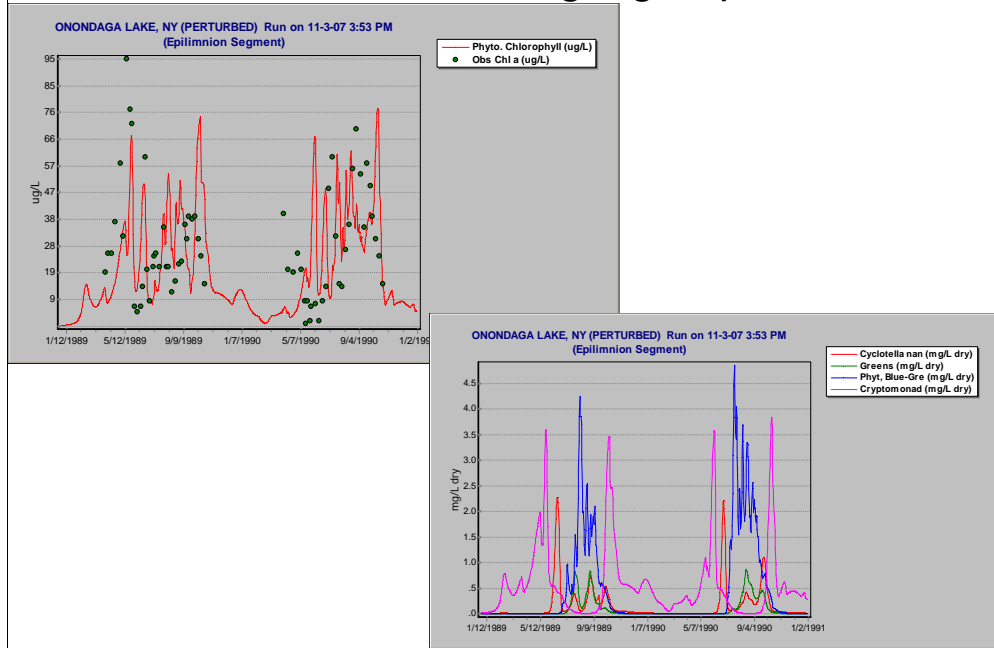 ONONDAGA LAKE, NY (PERTURBED) Run on 11-3-07 3:53 PM
(Epilimnion Segment)
Phyto. Chlorophyll (ug/L)
Obs Chl a (ug/L)
ug/L
95
85
76
66
57
47
38
28
19
9
1/12/1989 5/12/1989 9/9/1989 1/7/1990 5/7/1990 9/4/1990
ONONDAGA LAKE, NY (PERTURBED) Run on 11-3-07 3:53 PM
(Epilimnion Segment)
Cyclotella nan (mg/L dry)
Greens (mg/L dry)
Phyt, Blue-Gre (mg/L dry)
Cryptomonad (mg/L dry)
mg/L dry
4.5
4.0
3.5
3.0
2.5
2.0
1.5
1.0
.5
.0
1/12/1989 5/12/1989 9/9/1989 1/7/1990 5/7/1990 9/4/1990 1/2/1991